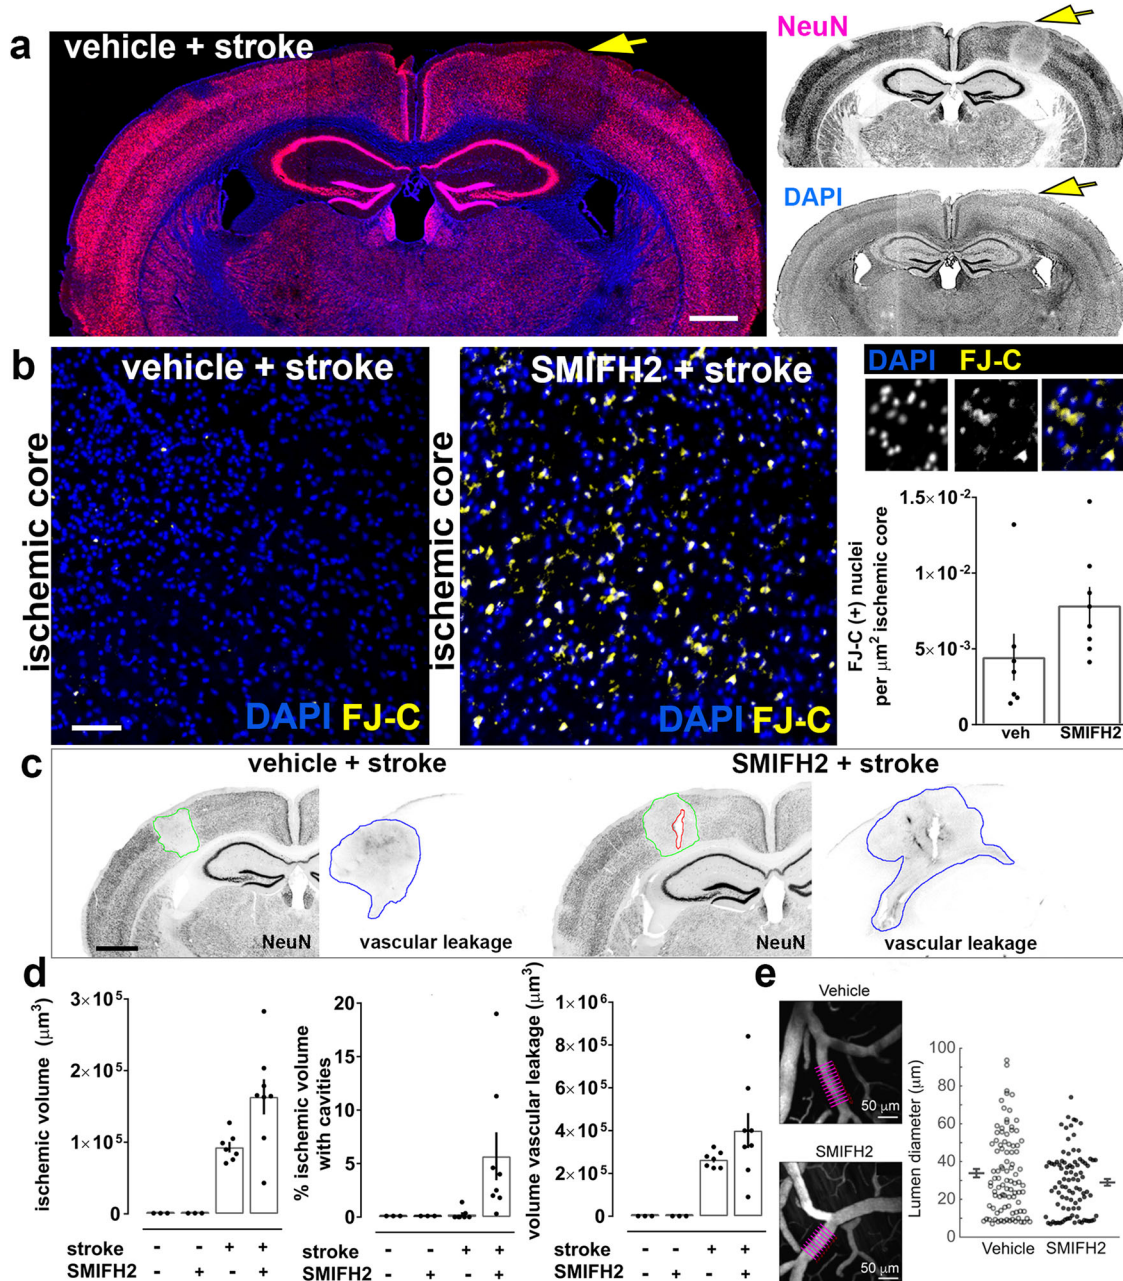 a
vehicle + stroke
NeuN
DAPI
b
vehicle + stroke
ischemic core
DAPI FJ-C
SMIFH2 + stroke
ischemic core
DAPI FJ-C
DAPI FJ-C
1.5×10-2
1×10-2
5×10-3
0
FJ-C (+) nuclei
per μm-2 ischemic core
veh SMIFH2
c
vehicle + stroke
SMIFH2 + stroke
NeuN
vascular leakage
NeuN
vascular leakage
d
ischemic volume (μm3)
3×105
2×105
1×105
0
% ischemic volume
with cavities
20
15
10
5
0
volume vascular leakage (μm3)
1×106
8×105
6×105
4×105
2×105
0
stroke - - + +
SMIFH2 - + - +
stroke - - + +
SMIFH2 - + - +
stroke - - + +
SMIFH2 - + - +
e
Vehicle
50 μm
SMIFH2
50 μm
Lumen diameter (μm)
100
80
60
40
20
0
Vehicle SMIFH2